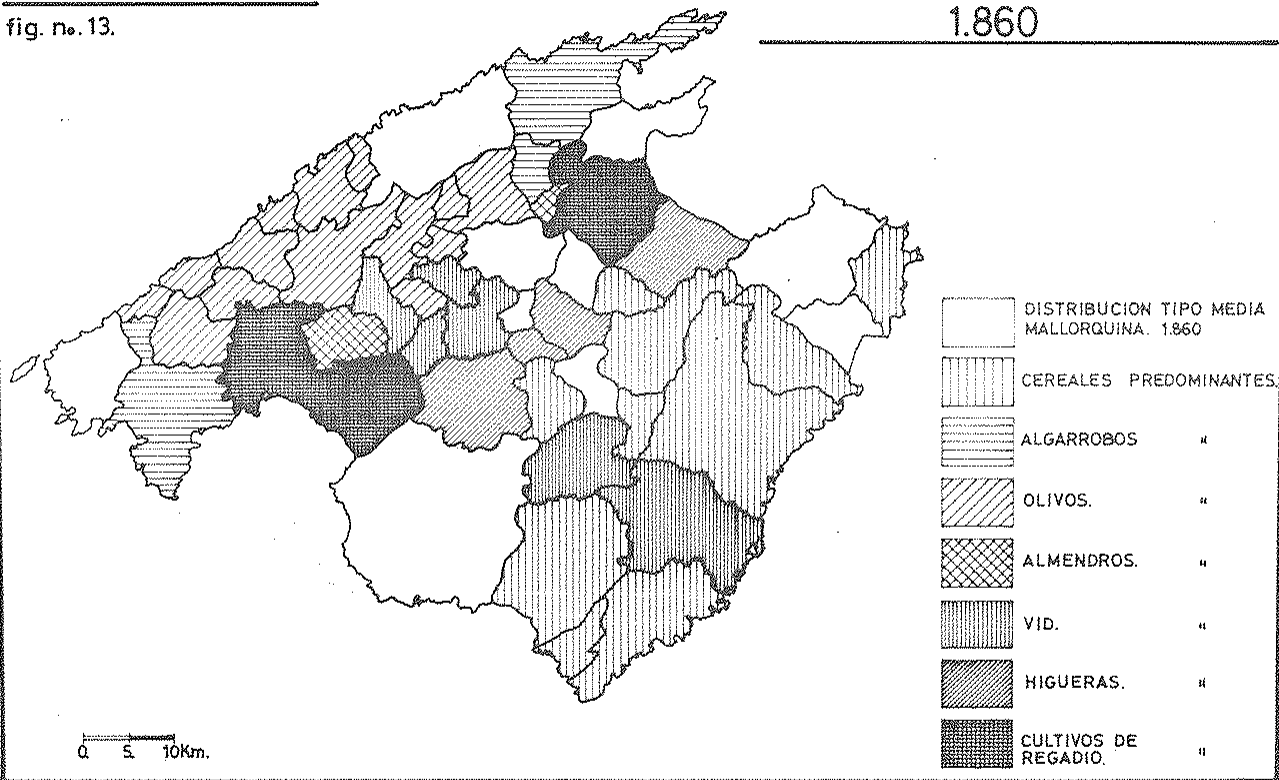 fig. nº. 13.
1.860
DISTRIBUCION TIPO MEDIA
MALLORQUINA. 1.860
CEREALES PREDOMINANTES.
ALGARROBOS "
OLIVOS. "
ALMENDROS. "
VID. "
HIGUERAS. "
CULTIVOS DE
REGADIO. "
0. 5. 10Km.